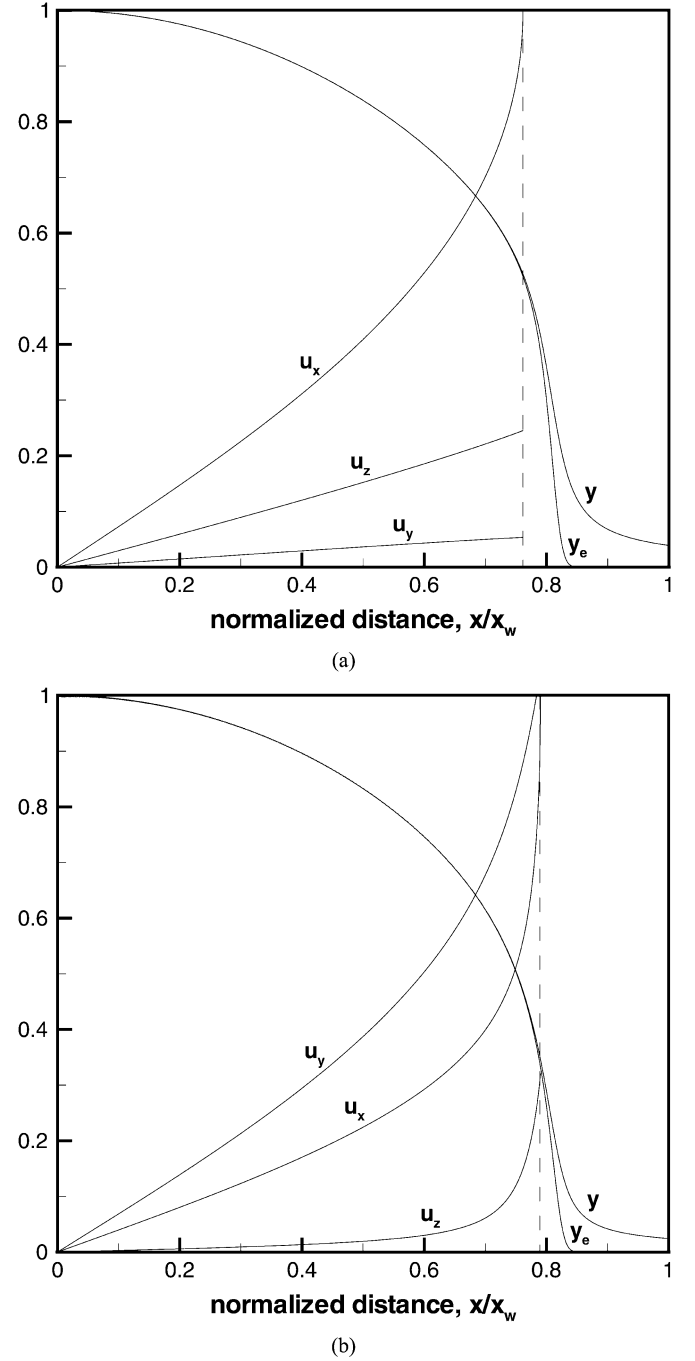 1
0.8
0.6
0.4
0.2
0
u_x
u_z
u_y
y
y_e
0 0.2 0.4 0.6 0.8 1
normalized distance, x/x_w
(a)
1
0.8
0.6
0.4
0.2
0
u_y
u_x
u_z
y
y_e
0 0.2 0.4 0.6 0.8 1
normalized distance, x/x_w
(b)